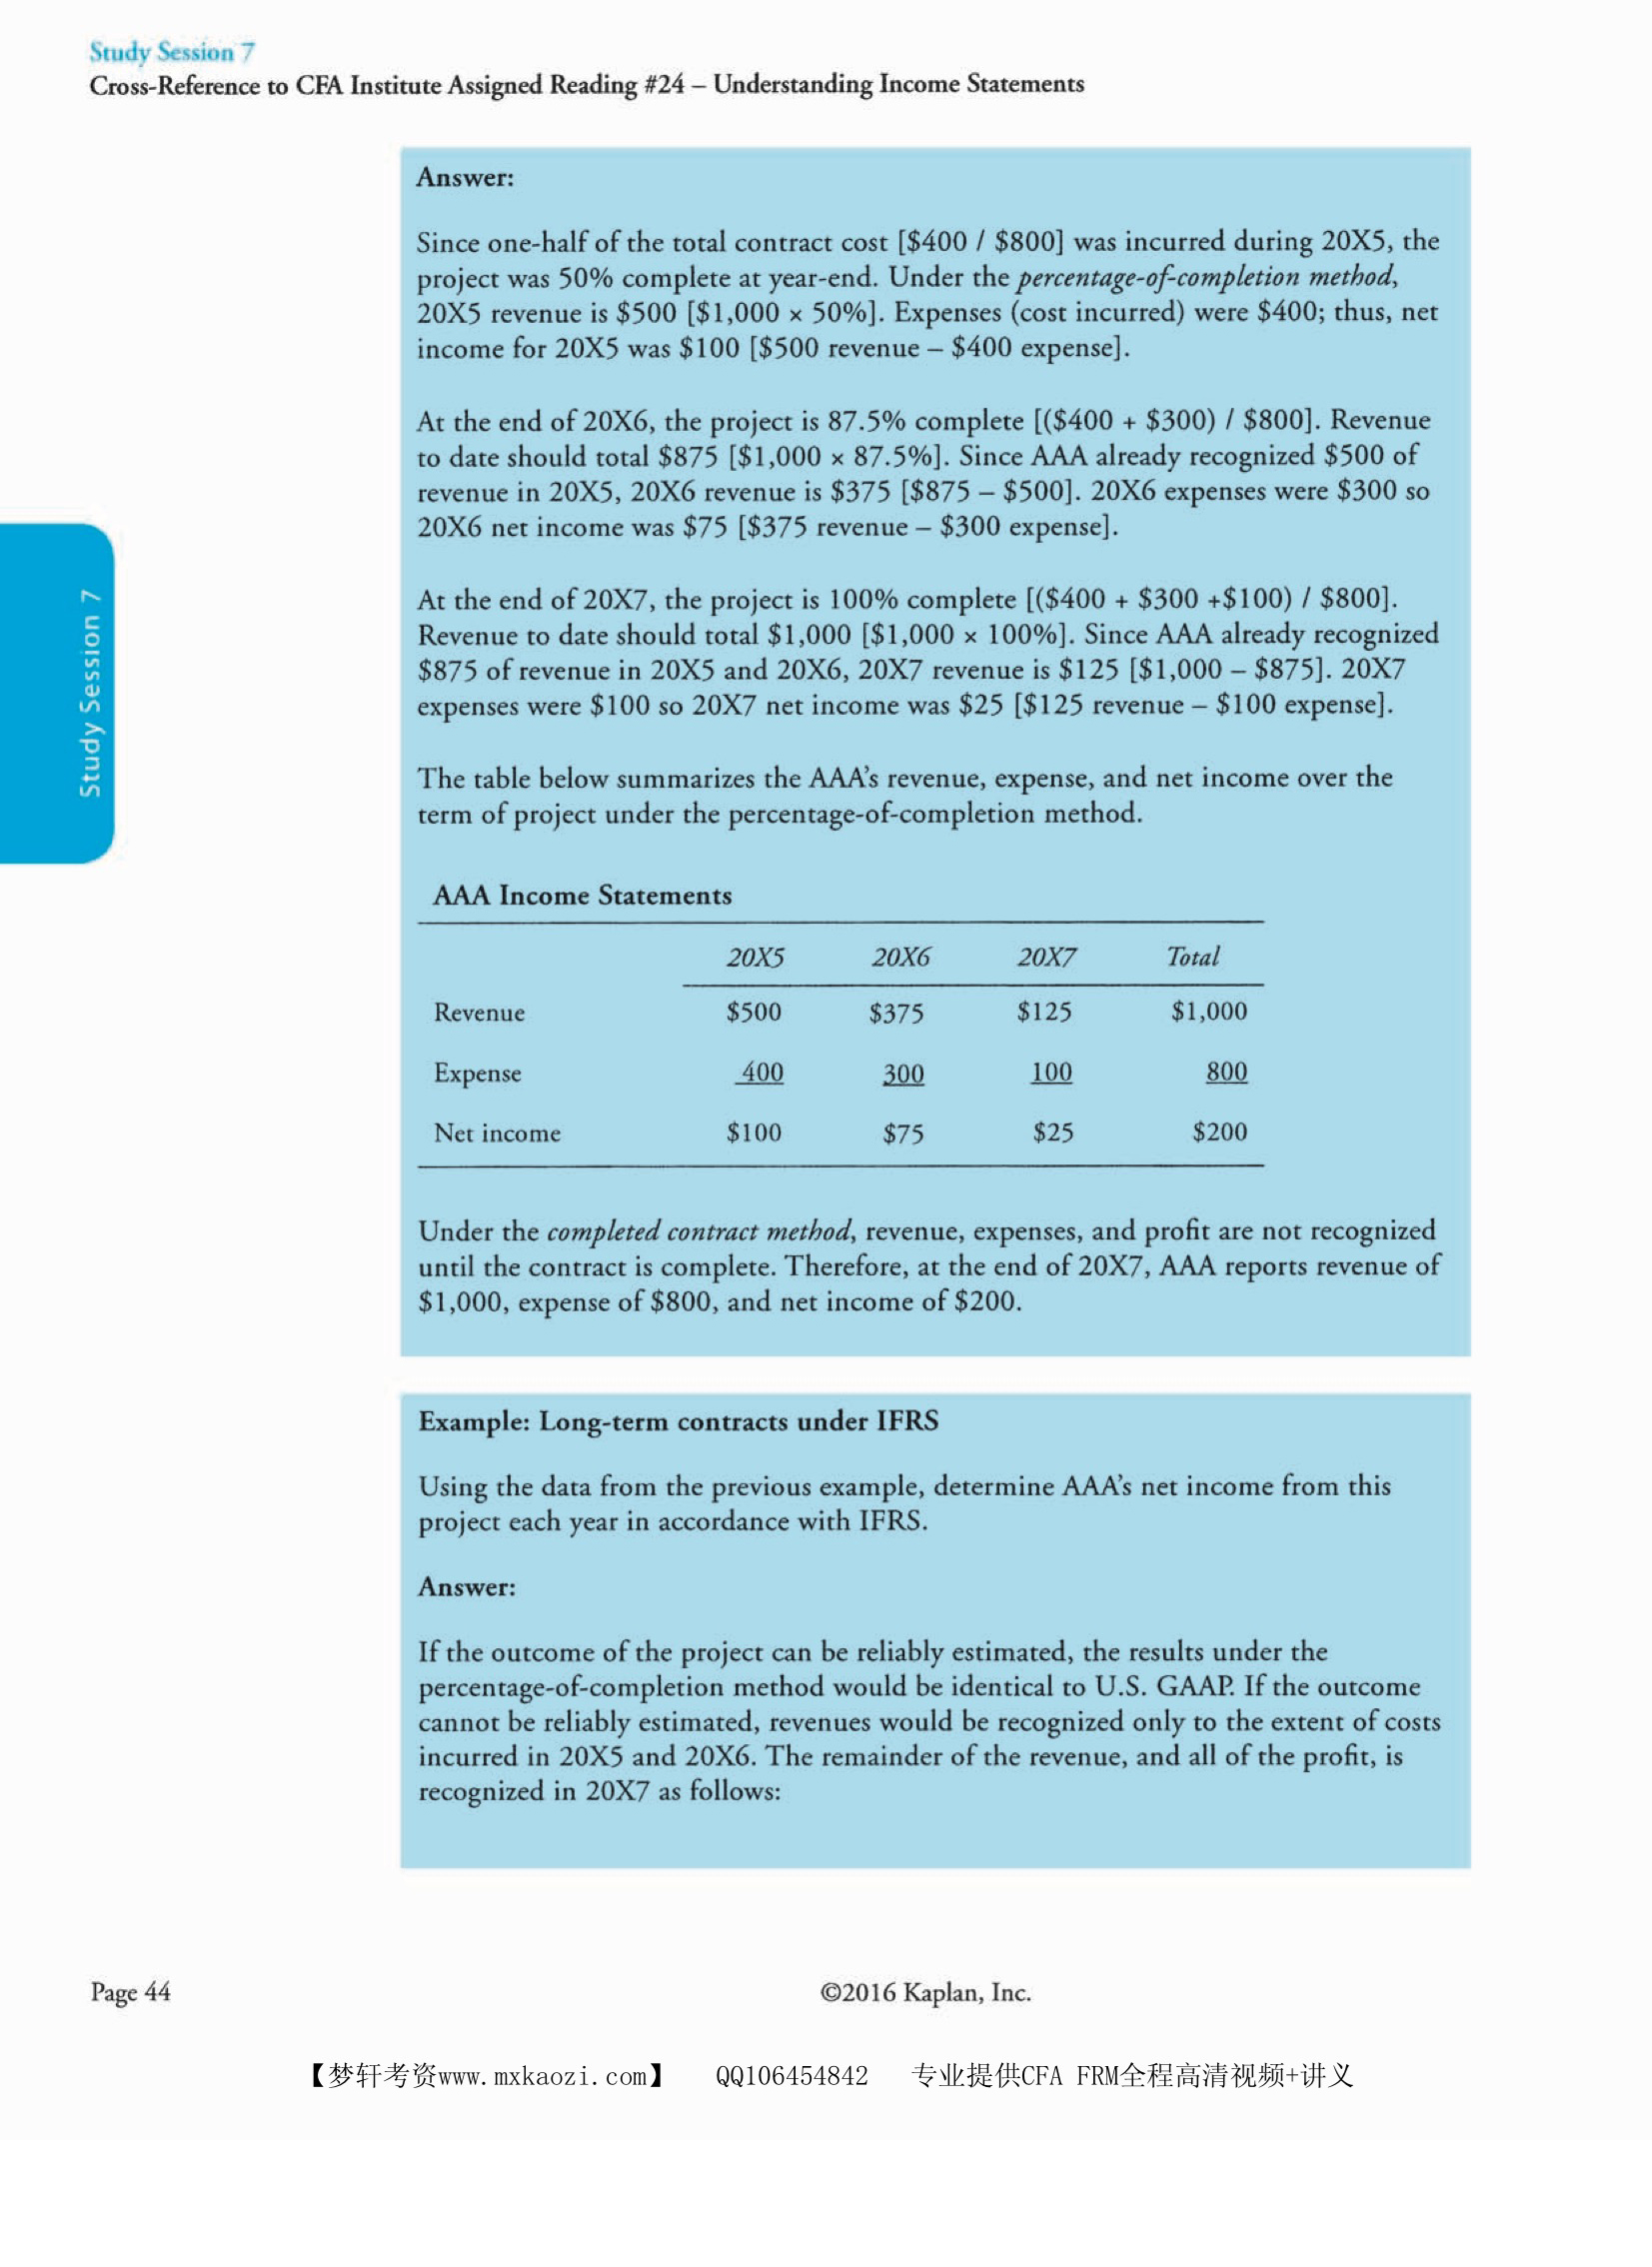 Study Session 7
Cross-Reference to CFA Institute Assigned Reading #24 – Understanding Income Statements
Answer:
Since one-half of the total contract cost [$400 / $800] was incurred during 20X5, the
project was 50% complete at year-end. Under the percentage-of-completion method,
20X5 revenue is $500 [$1,000 × 50%]. Expenses (cost incurred) were $400; thus, net
income for 20X5 was $100 [$500 revenue – $400 expense].
At the end of 20X6, the project is 87.5% complete [($400 + $300) / $800]. Revenue
to date should total $875 [$1,000 × 87.5%]. Since AAA already recognized $500 of
revenue in 20X5, 20X6 revenue is $375 [$875 – $500]. 20X6 expenses were $300 so
20X6 net income was $75 [$375 revenue – $300 expense].
At the end of 20X7, the project is 100% complete [($400 + $300 +$100) / $800].
Revenue to date should total $1,000 [$1,000 × 100%]. Since AAA already recognized
$875 of revenue in 20X5 and 20X6, 20X7 revenue is $125 [$1,000 – $875]. 20X7
expenses were $100 so 20X7 net income was $25 [$125 revenue – $100 expense].
Study Session 7
The table below summarizes the AAA's revenue, expense, and net income over the
term of project under the percentage-of-completion method.
AAA Income Statements
20X5 20X6 20X7 Total
Revenue $500 $375 $125 $1,000
Expense 400 300 100 800
Net income $100 $75 $25 $200
Under the completed contract method, revenue, expenses, and profit are not recognized
until the contract is complete. Therefore, at the end of 20X7, AAA reports revenue of
$1,000, expense of $800, and net income of $200.
Example: Long-term contracts under IFRS
Using the data from the previous example, determine AAA's net income from this
project each year in accordance with IFRS.
Answer:
If the outcome of the project can be reliably estimated, the results under the
percentage-of-completion method would be identical to U.S. GAAP. If the outcome
cannot be reliably estimated, revenues would be recognized only to the extent of costs
incurred in 20X5 and 20X6. The remainder of the revenue, and all of the profit, is
recognized in 20X7 as follows:
Page 44 ©2016 Kaplan, Inc.
【梦轩考资www.mxkaozi.com】 QQ106454842 专业提供CFA FRM全程高清视频+讲义